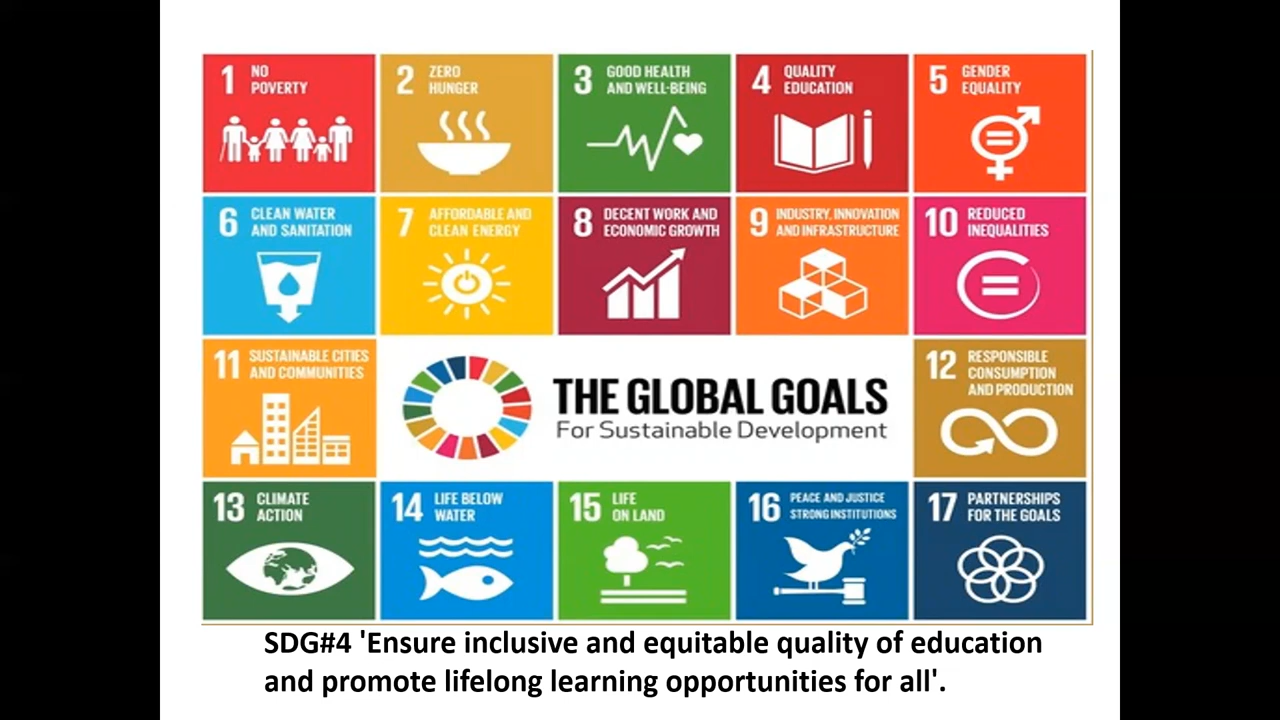 1 NO
POVERTY
2 ZERO
HUNGER
3 GOOD HEALTH
AND WELL-BEING
4 QUALITY
EDUCATION
5 GENDER
EQUALITY
6 CLEAN WATER
AND SANITATION
7 AFFORDABLE AND
CLEAN ENERGY
8 DECENT WORK AND
ECONOMIC GROWTH
9 INDUSTRY, INNOVATION
AND INFRASTRUCTURE
10 REDUCED
INEQUALITIES
11 SUSTAINABLE CITIES
AND COMMUNITIES
THE GLOBAL GOALS
For Sustainable Development
12 RESPONSIBLE
CONSUMPTION
AND PRODUCTION
13 CLIMATE
ACTION
14 LIFE BELOW
WATER
15 LIFE
ON LAND
16 PEACE AND JUSTICE
STRONG INSTITUTIONS
17 PARTNERSHIPS
FOR THE GOALS
SDG#4 'Ensure inclusive and equitable quality of education
and promote lifelong learning opportunities for all'.